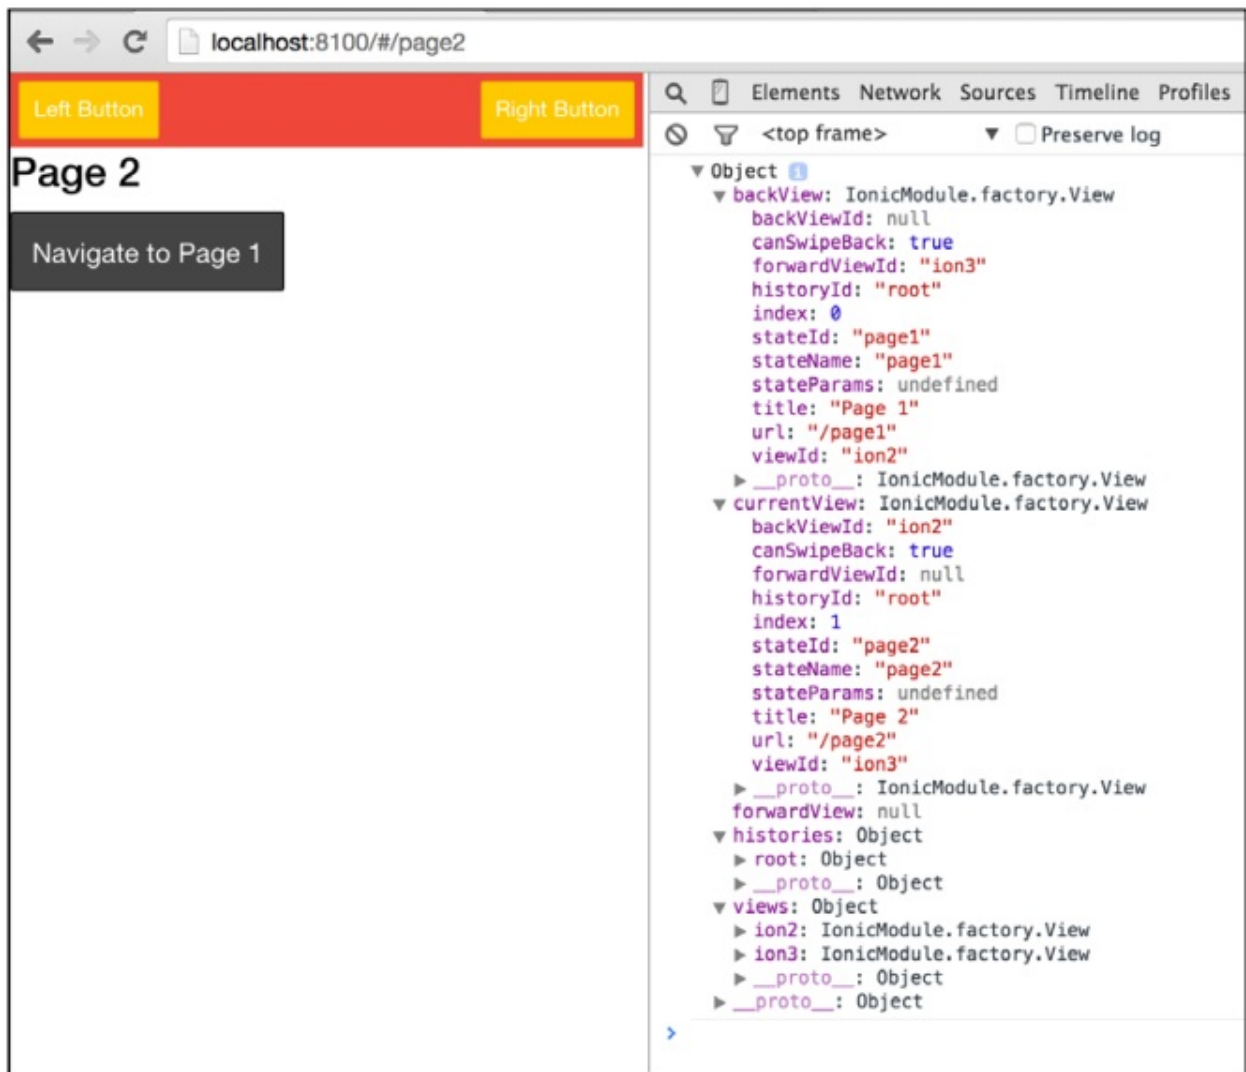 localhost:8100/#/page2
Left Button
Right Button
Page 2
Navigate to Page 1
Elements Network Sources Timeline Profiles
<top frame> Preserve log
Object i
backView: IonicModule.factory.View
backViewId: null
canSwipeBack: true
forwardViewId: "ion3"
historyId: "root"
index: 0
stateId: "page1"
stateName: "page1"
stateParams: undefined
title: "Page 1"
url: "/page1"
viewId: "ion2"
__proto__: IonicModule.factory.View
currentView: IonicModule.factory.View
backViewId: "ion2"
canSwipeBack: true
forwardViewId: null
historyId: "root"
index: 1
stateId: "page2"
stateName: "page2"
stateParams: undefined
title: "Page 2"
url: "/page2"
viewId: "ion3"
__proto__: IonicModule.factory.View
forwardView: null
histories: Object
root: Object
__proto__: Object
views: Object
ion2: IonicModule.factory.View
ion3: IonicModule.factory.View
__proto__: Object
__proto__: Object